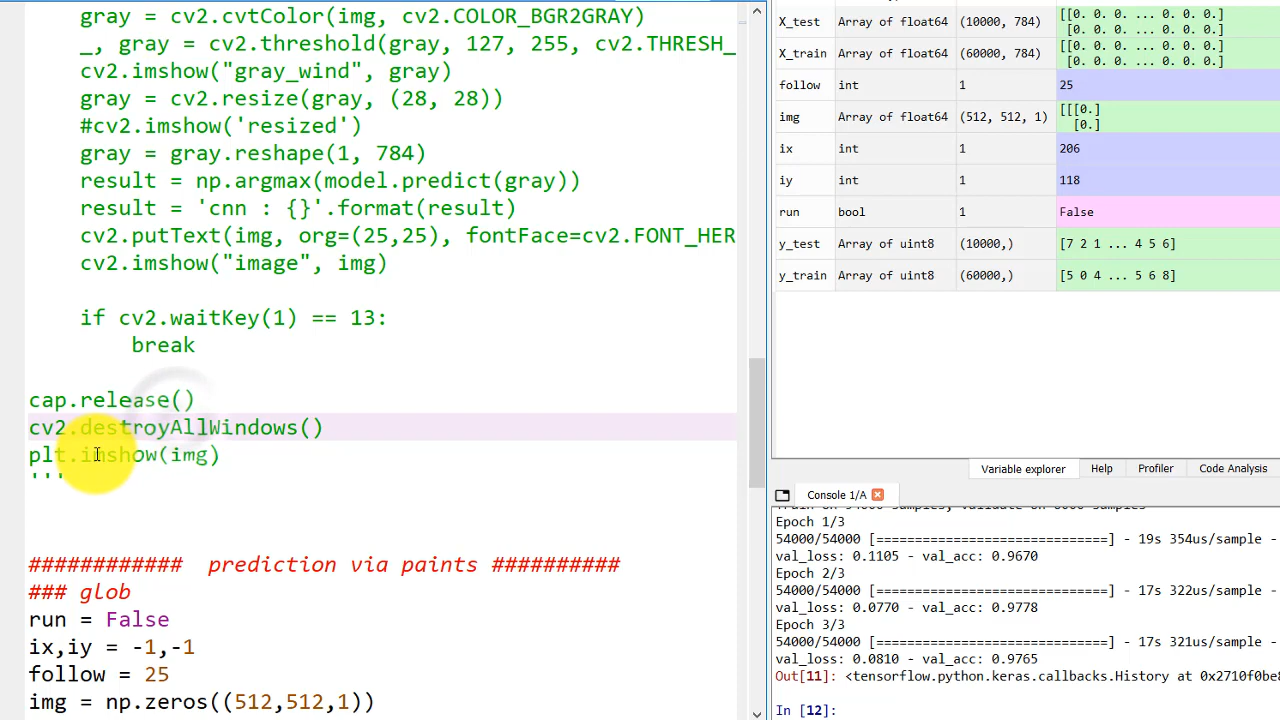 gray = cv2.cvtColor(img, cv2.COLOR_BGR2GRAY)
_, gray = cv2.threshold(gray, 127, 255, cv2.THRESH_
cv2.imshow("gray_wind", gray)
gray = cv2.resize(gray, (28, 28))
#cv2.imshow('resized')
gray = gray.reshape(1, 784)
result = np.argmax(model.predict(gray))
result = 'cnn : {}'.format(result)
cv2.putText(img, org=(25,25), fontFace=cv2.FONT_HER
cv2.imshow("image", img)
if cv2.waitKey(1) == 13:
break
cap.release()
cv2.destroyAllWindows()
plt.imshow(img)
'''
############ prediction via paints ##########
### glob
run = False
ix,iy = -1,-1
follow = 25
img = np.zeros((512,512,1))
X_test Array of float64 (10000, 784) [[0. 0. 0. ... 0. 0. 0.]
[0. 0. 0. ... 0. 0. 0.]
X_train Array of float64 (60000, 784) [[0. 0. 0. ... 0. 0. 0.]
[0. 0. 0. ... 0. 0. 0.]
follow int 1 25
img Array of float64 (512, 512, 1) [[[0.]
[0.]
ix int 1 206
iy int 1 118
run bool 1 False
y_test Array of uint8 (10000,) [7 2 1 ... 4 5 6]
y_train Array of uint8 (60000,) [5 0 4 ... 5 6 8]
Variable explorer Help Profiler Code Analysis
Console 1/A
Train on 54000 samples, validate on 6000 samples
Epoch 1/3
54000/54000 [==============================] - 19s 354us/sample -
val_loss: 0.1105 - val_acc: 0.9670
Epoch 2/3
54000/54000 [==============================] - 17s 322us/sample -
val_loss: 0.0770 - val_acc: 0.9778
Epoch 3/3
54000/54000 [==============================] - 17s 321us/sample -
val_loss: 0.0810 - val_acc: 0.9765
Out[11]: <tensorflow.python.keras.callbacks.History at 0x2710f0be8
In [12]: